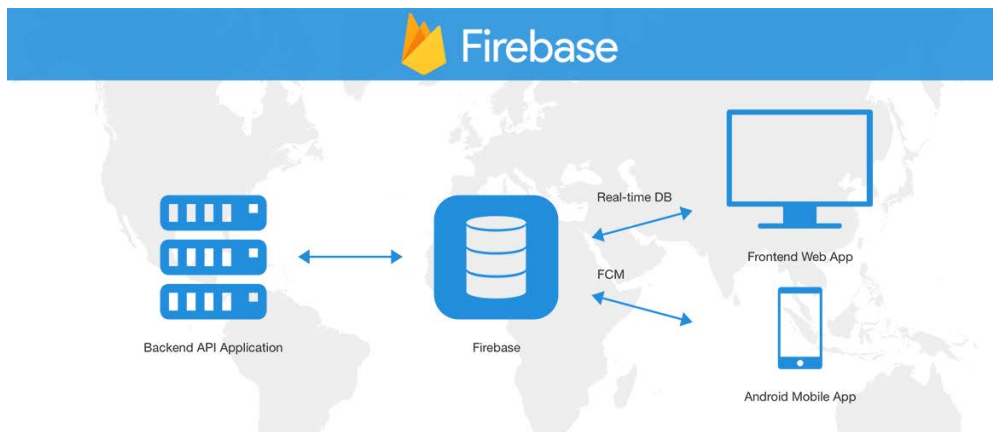 Firebase
Real-time DB
Frontend Web App
FCM
Backend API Application
Firebase
Android Mobile App